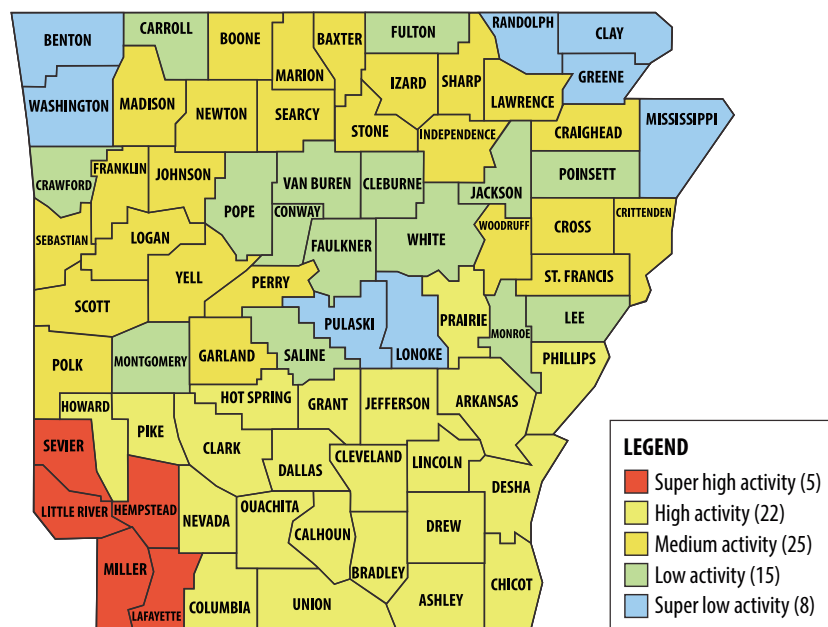 BENTON
CARROLL
BOONE
BAXTER
MARION
FULTON
RANDOLPH
CLAY
GREENE
WASHINGTON
MADISON
NEWTON
SEARCY
IZARD
SHARP
LAWRENCE
MISSISSIPPI
STONE
INDEPENDENCE
CRAIGHEAD
CRAWFORD
FRANKLIN
JOHNSON
POPE
VAN BUREN
CLEBURNE
JACKSON
POINSETT
CONWAY
SEBASTIAN
LOGAN
FAULKNER
WHITE
WOODRUFF
CROSS
CRITTENDEN
YELL
PERRY
ST. FRANCIS
SCOTT
PULASKI
LONOKE
PRAIRIE
MONROE
LEE
POLK
MONTGOMERY
GARLAND
SALINE
PHILLIPS
HOWARD
PIKE
HOT SPRING
GRANT
JEFFERSON
ARKANSAS
SEVIER
CLARK
DALLAS
CLEVELAND
LINCOLN
DESHA
LITTLE RIVER
HEMPSTEAD
NEVADA
OUACHITA
CALHOUN
DREW
MILLER
BRADLEY
LAFAYETTE
COLUMBIA
UNION
ASHLEY
CHICOT
LEGEND
Super high activity (5)
High activity (22)
Medium activity (25)
Low activity (15)
Super low activity (8)